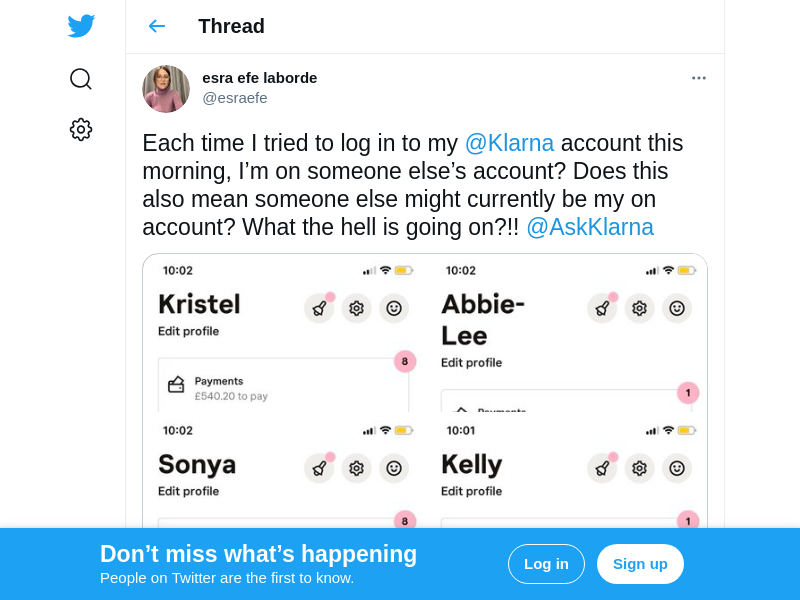 Thread
esra efe laborde
@esraefe
Each time I tried to log in to my @Klarna account this
morning, I’m on someone else’s account? Does this
also mean someone else might currently be my on
account? What the hell is going on?!! @AskKlarna
10:02
Kristel
Edit profile
8
Payments
£540.20 to pay
10:02
Abbie-
Lee
Edit profile
1
Payments
10:02
Sonya
Edit profile
8
10:01
Kelly
Edit profile
1
Don’t miss what’s happening
People on Twitter are the first to know.
Log in
Sign up